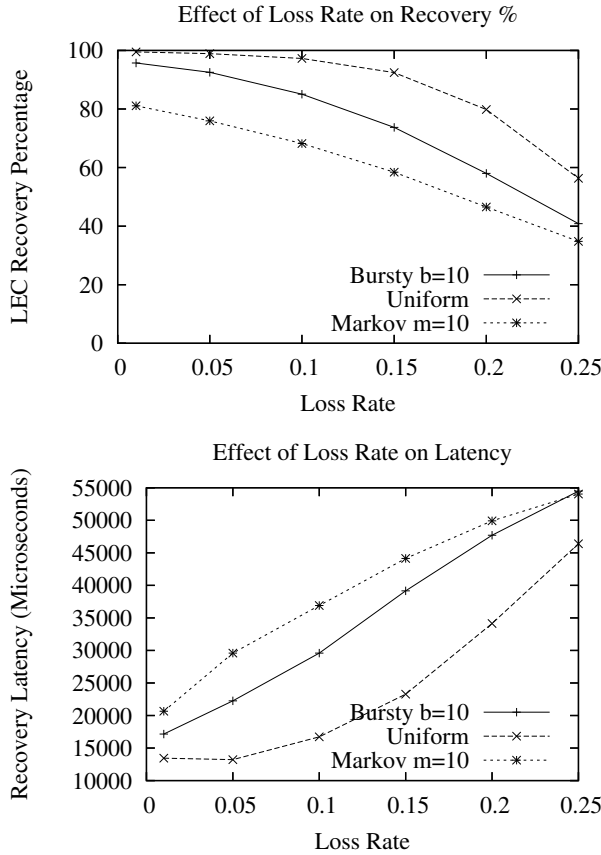 Effect of Loss Rate on Recovery %
LEC Recovery Percentage
100
80
60
40
20
0
Bursty b=10
Uniform
Markov m=10
0 0.05 0.1 0.15 0.2 0.25
Loss Rate
Effect of Loss Rate on Latency
Recovery Latency (Microseconds)
55000
50000
45000
40000
35000
30000
25000
20000
15000
10000
Bursty b=10
Uniform
Markov m=10
0 0.05 0.1 0.15 0.2 0.25
Loss Rate